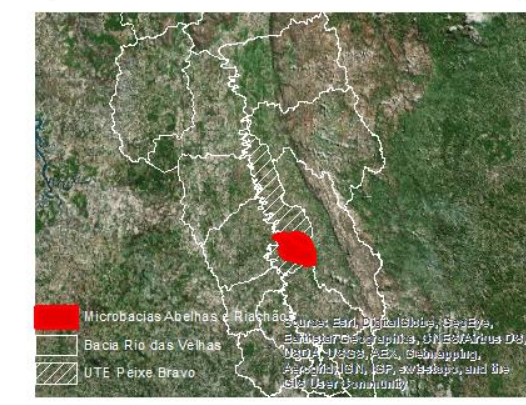 Microbacias Abelhas e Riachão
Bacia Rio das Velhas
UTE Peixe Bravo
Source: Esri, DigitalGlobe, GeoEye,
Earthstar Geographics, CNES/Airbus DS,
USDA, USGS, AEX, Getmapping,
Aerogrid, IGN, IGP, swisstopo, and the
GIS User Community